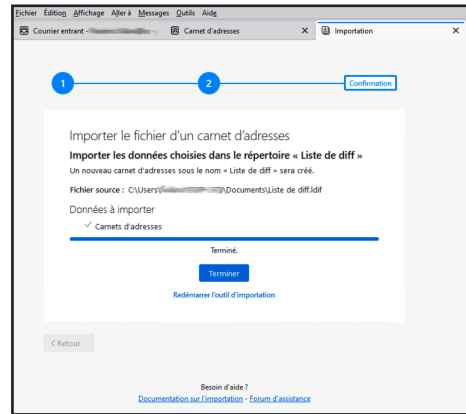 Fichier Édition Affichage Aller à Messages Outils Aide
Courrier entrant - Carnet d'adresses × Importation ×
1 2 Confirmation
Importer le fichier d'un carnet d'adresses
Importer les données choisies dans le répertoire « Liste de diff »
Un nouveau carnet d'adresses sous le nom « Liste de diff » sera créé.
Fichier source : C:\Users\ \Documents\Liste de diff.ldif
Données à importer
✓ Carnets d'adresses
Terminé.
Terminer
Redémarrer l'outil d'importation
< Retour
Besoin d'aide ?
Documentation sur l'importation - Forum d'assistance